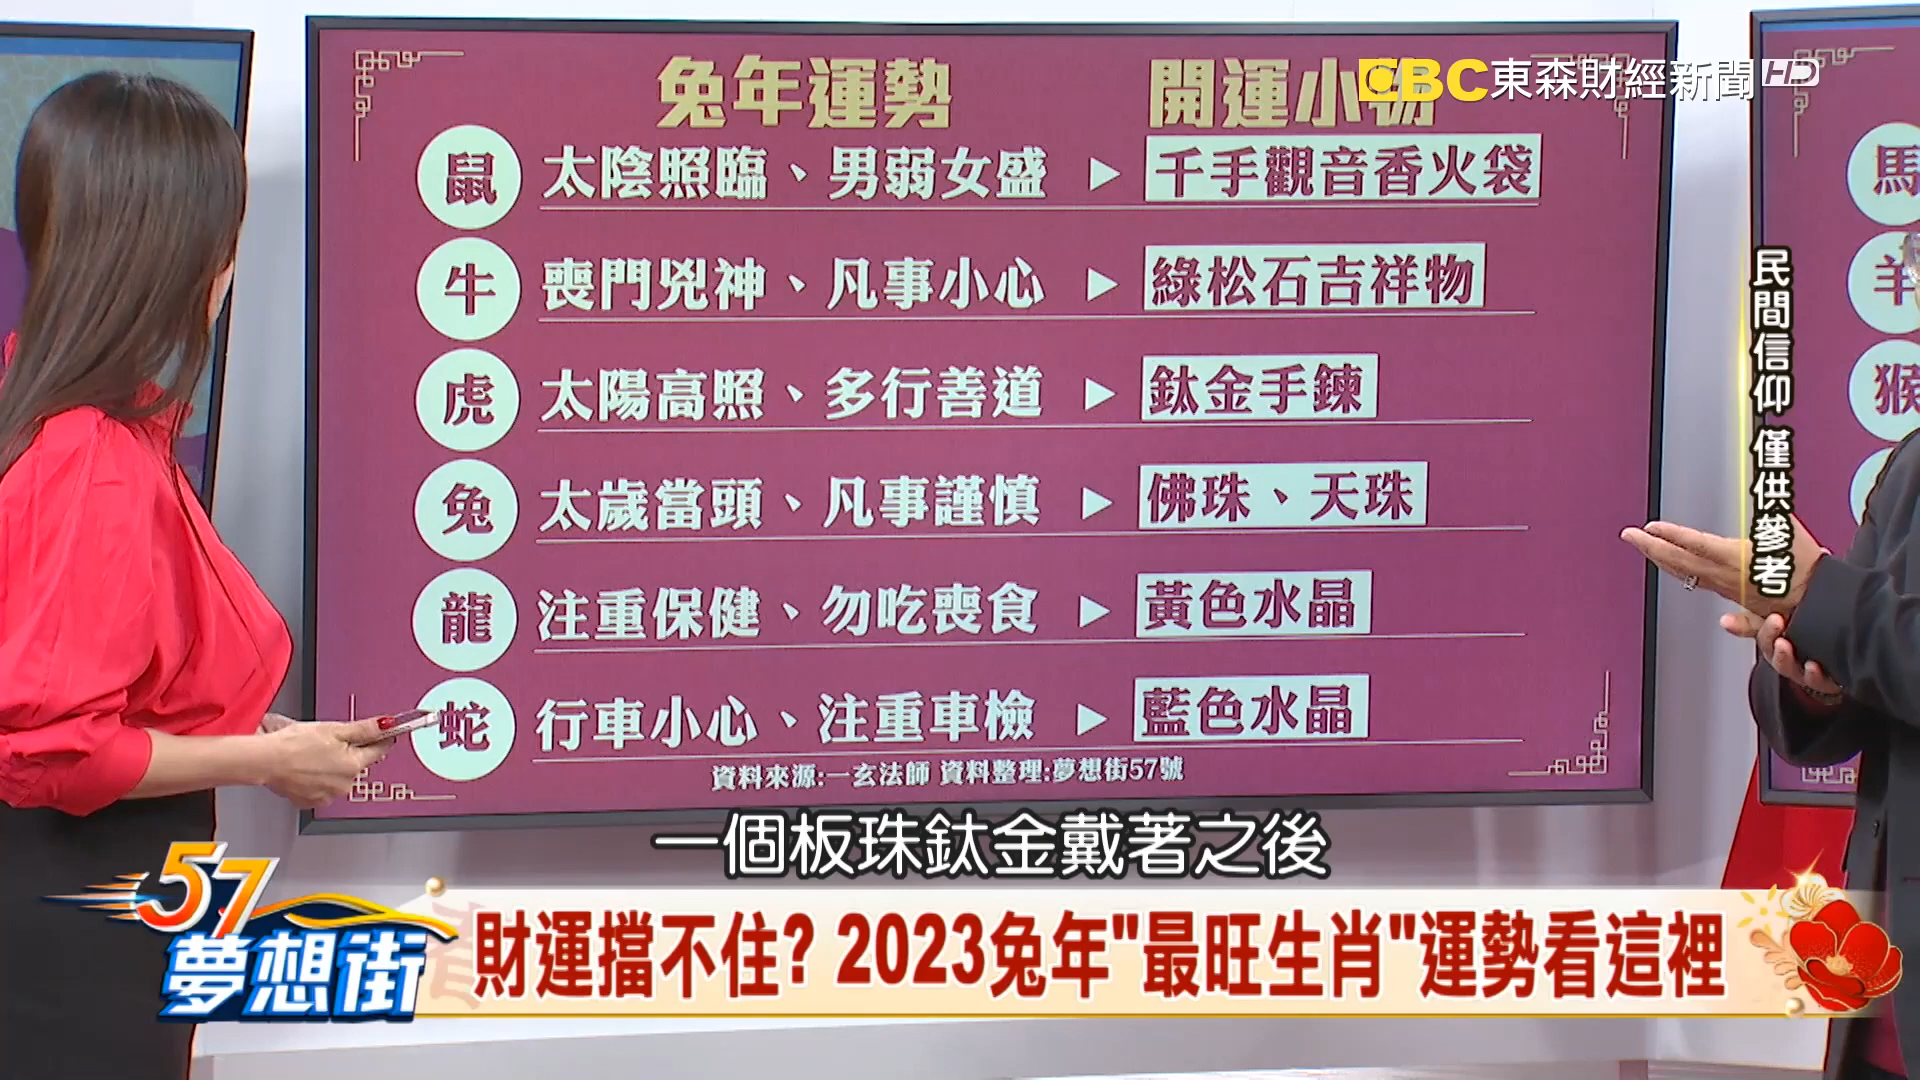 兔年運勢 開運小物
EBC 東森財經新聞 HD
鼠 太陰照臨、男弱女盛 ▶ 千手觀音香火袋
牛 喪門兇神、凡事小心 ▶ 綠松石吉祥物
虎 太陽高照、多行善道 ▶ 鈦金手鍊
兔 太歲當頭、凡事謹慎 ▶ 佛珠、天珠
龍 注重保健、勿吃喪食 ▶ 黃色水晶
蛇 行車小心、注重車檢 ▶ 藍色水晶
資料來源:一玄法師 資料整理:夢想街57號
馬
羊
猴
民間信仰 僅供參考
一個板珠鈦金戴著之後
57夢想街
財運擋不住? 2023兔年"最旺生肖"運勢看這裡